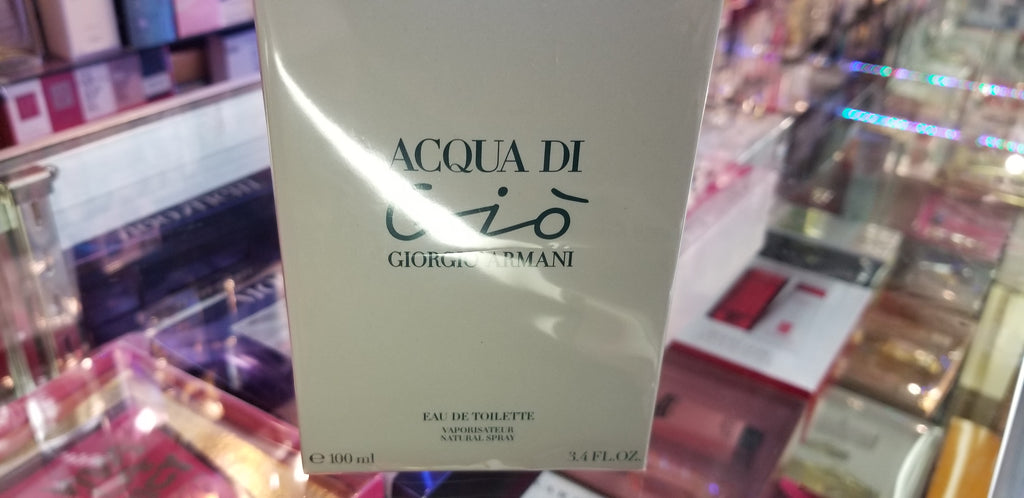 ACQUA DI
Giò
GIORGIO ARMANI
EAU DE TOILETTE
VAPORISATEUR
NATURAL SPRAY
℮ 100 ml
3.4 FL.OZ.